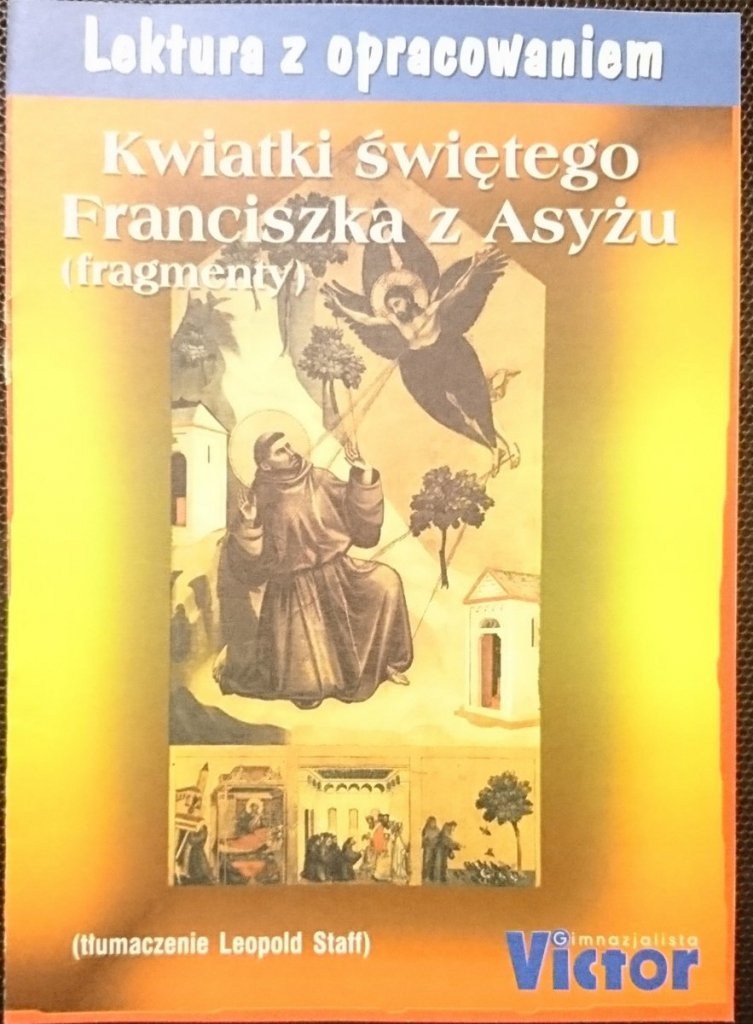 Lektura z opracowaniem
Kwiatki świętego
Franciszka z Asyżu
(fragmenty)
(tłumaczenie Leopold Staff)
Gimnazjalista
Victor